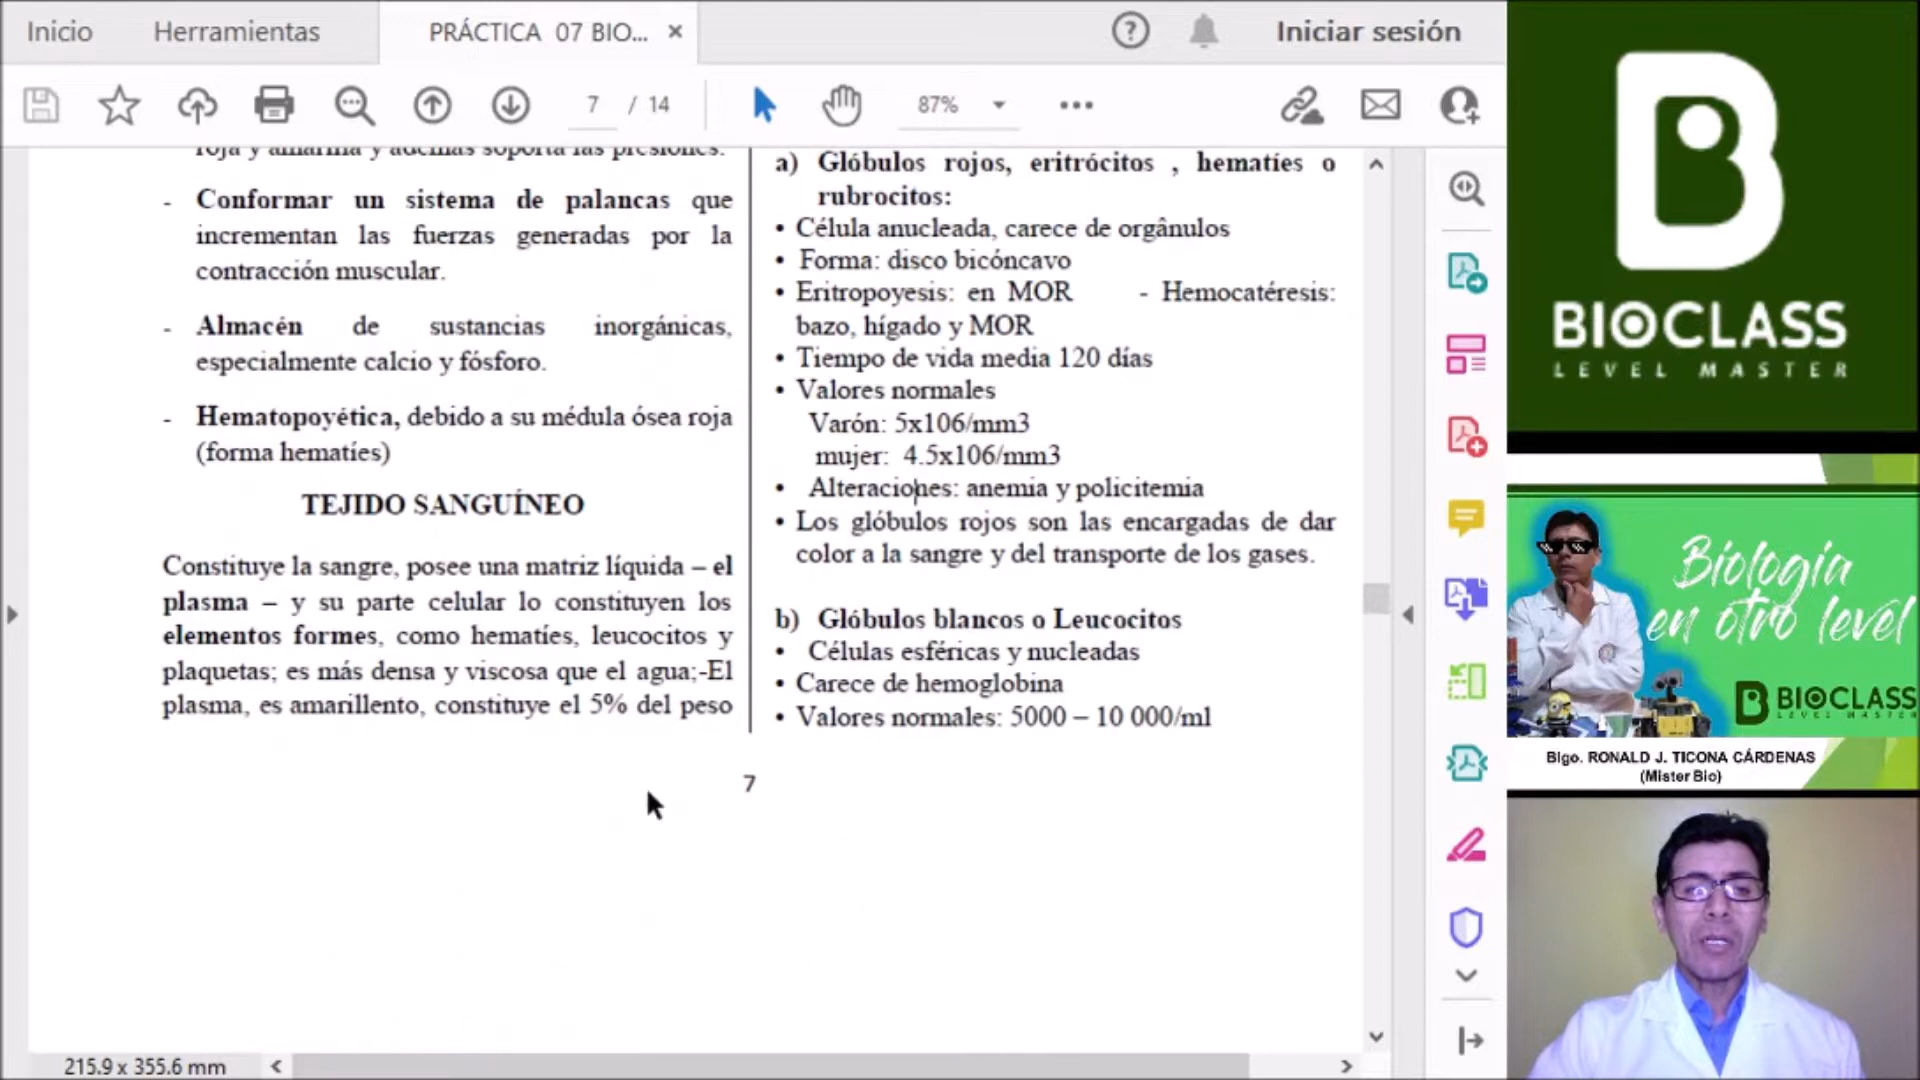 Inicio
Herramientas
PRÁCTICA 07 BIO...
Iniciar sesión
7 / 14
87%
roja y amarilla y además soporta las presiones.
- Conformar un sistema de palancas que
incrementan las fuerzas generadas por la
contracción muscular.
- Almacén de sustancias inorgánicas,
especialmente calcio y fósforo.
- Hematopoyética, debido a su médula ósea roja
(forma hematíes)
TEJIDO SANGUÍNEO
Constituye la sangre, posee una matriz líquida – el
plasma – y su parte celular lo constituyen los
elementos formes, como hematíes, leucocitos y
plaquetas; es más densa y viscosa que el agua;-El
plasma, es amarillento, constituye el 5% del peso
a) Glóbulos rojos, eritrócitos , hematíes o
rubrocitos:
• Célula anucleada, carece de orgânulos
• Forma: disco bicóncavo
• Eritropoyesis: en MOR - Hemocatéresis:
bazo, hígado y MOR
• Tiempo de vida media 120 días
• Valores normales
Varón: 5x106/mm3
mujer: 4.5x106/mm3
• Alteraciones: anemia y policitemia
• Los glóbulos rojos son las encargadas de dar
color a la sangre y del transporte de los gases.
b) Glóbulos blancos o Leucocitos
• Células esféricas y nucleadas
• Carece de hemoglobina
• Valores normales: 5000 – 10 000/ml
7
215.9 x 355.6 mm
BIOCLASS
LEVEL MASTER
Biología
en otro level
BIOCLASS
LEVEL MASTER
Blgo. RONALD J. TICONA CÁRDENAS
(Mister Bio)